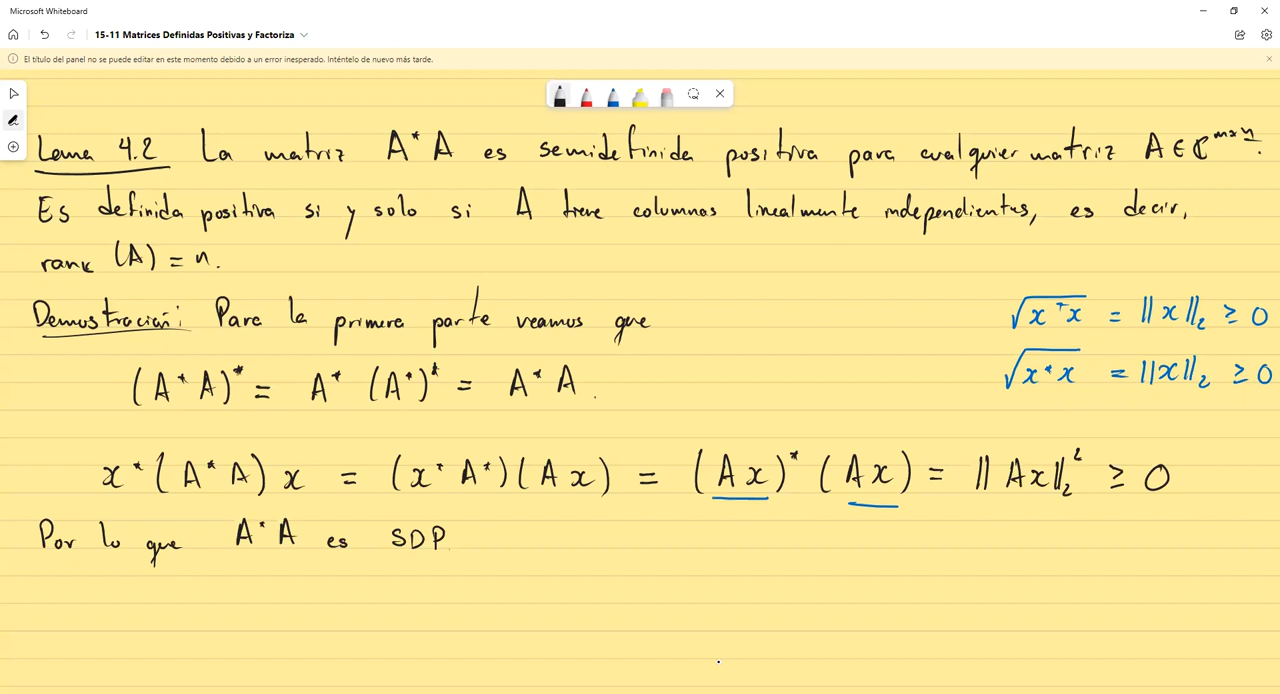 Microsoft Whiteboard
15-11 Matrices Definidas Positivas y Factoriza
El título del panel no se puede editar en este momento debido a un error inesperado. Inténtelo de nuevo más tarde.
Lema 4.2 La matriz A* A es semidefinida positiva para cualquier matriz A ∈ ℂ^{m×n}.
Es definida positiva si y solo si A tiene columnas linealmente independientes, es decir,
rank (A) = n.
Demostración: Para la primera parte veamos que
√(x^T x) = ‖x‖₂ ≥ 0
(A* A)* = A* (A*)* = A* A.
√(x* x) = ‖x‖₂ ≥ 0
x* (A* A) x = (x* A*)(A x) = (A x)* (A x) = ‖Ax‖₂² ≥ 0
Por lo que A* A es SDP.